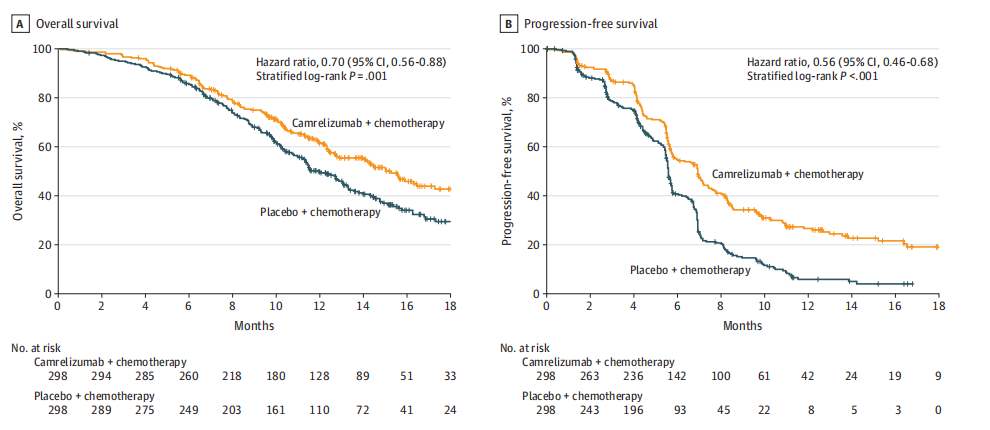 A Overall survival
Overall survival, %
100
80
60
40
20
0
Hazard ratio, 0.70 (95% CI, 0.56-0.88)
Stratified log-rank P = .001
Camrelizumab + chemotherapy
Placebo + chemotherapy
0 2 4 6 8 10 12 14 16 18
Months
No. at risk
Camrelizumab + chemotherapy
298 294 285 260 218 180 128 89 51 33
Placebo + chemotherapy
298 289 275 249 203 161 110 72 41 24
B Progression-free survival
Progression-free survival, %
100
80
60
40
20
0
Hazard ratio, 0.56 (95% CI, 0.46-0.68)
Stratified log-rank P <.001
Camrelizumab + chemotherapy
Placebo + chemotherapy
0 2 4 6 8 10 12 14 16 18
Months
No. at risk
Camrelizumab + chemotherapy
298 263 236 142 100 61 42 24 19 9
Placebo + chemotherapy
298 243 196 93 45 22 8 5 3 0